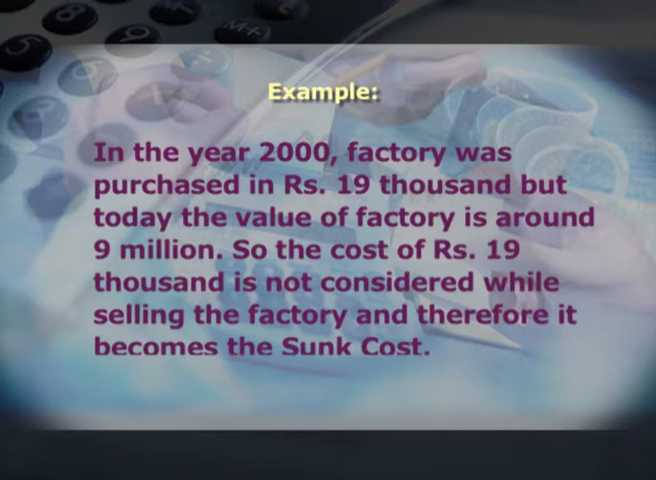 Example:
In the year 2000, factory was
purchased in Rs. 19 thousand but
today the value of factory is around
9 million. So the cost of Rs. 19
thousand is not considered while
selling the factory and therefore it
becomes the Sunk Cost.